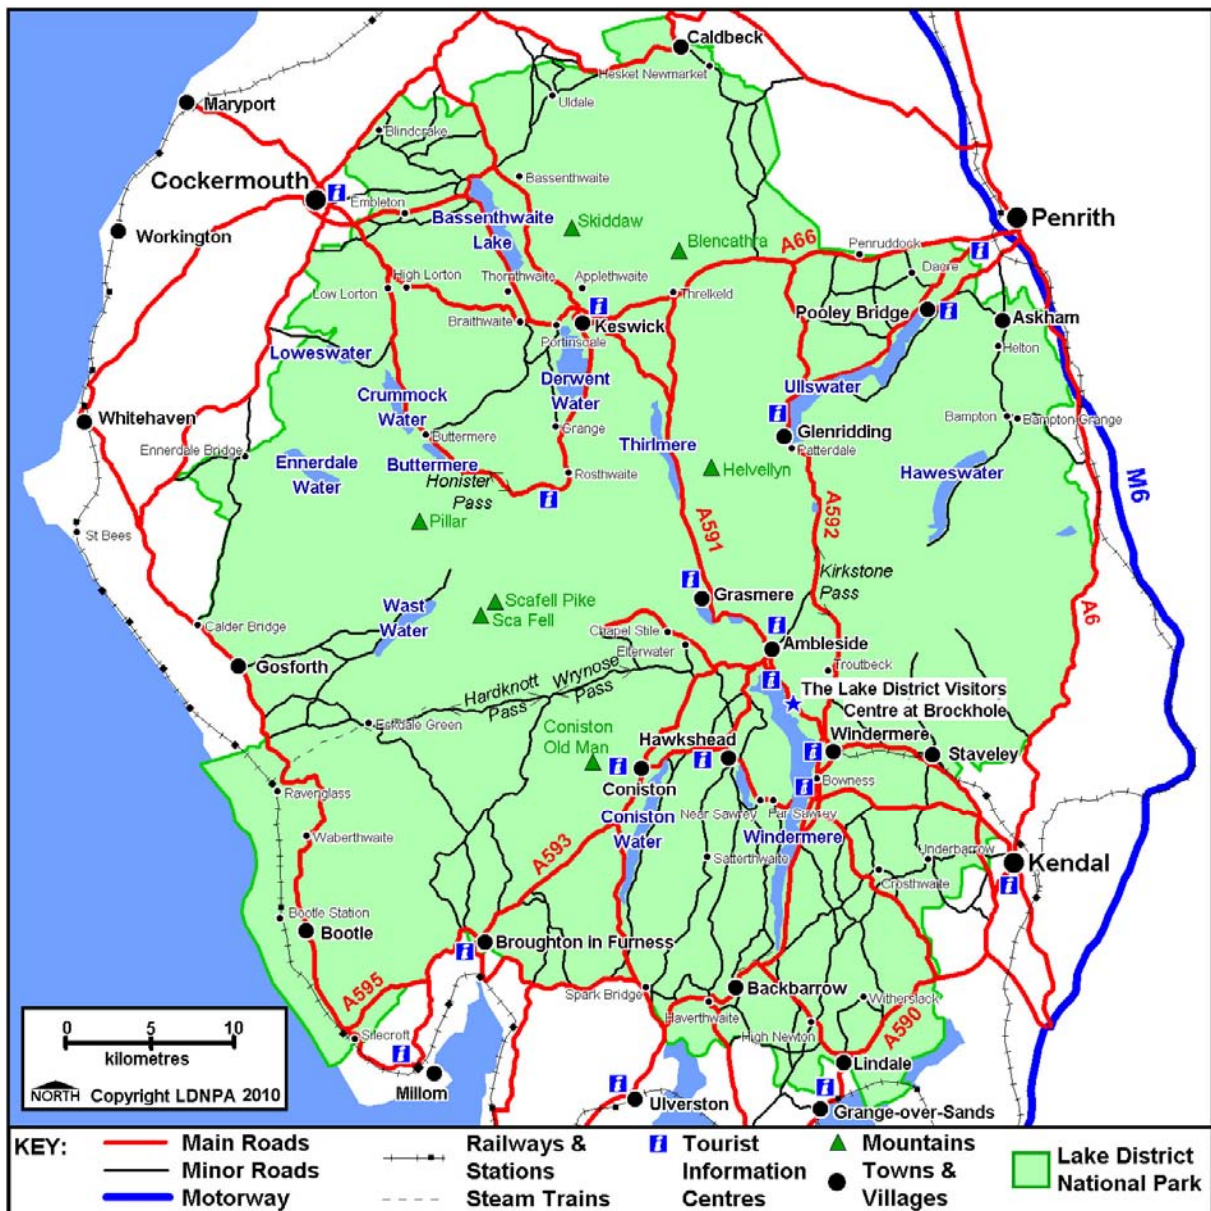 Caldbeck
Hesket Newmarket
Maryport
Uldale
Blindcrake
Cockermouth
Bassenthwaite
Embleton
Bassenthwaite
Lake
Skiddaw
Penrith
Workington
Blencathra
A66
Penruddock
Dacre
High Lorton
Thornthwaite
Applethwaite
Low Lorton
Threlkeld
Pooley Bridge
Askham
Braithwaite
Keswick
Portinscale
Helton
Loweswater
Derwent
Water
Ullswater
Crummock
Water
Whitehaven
Bampton
Bampton Grange
Grange
Buttermere
Thirlmere
Glenridding
Patterdale
Ennerdale Bridge
Ennerdale
Water
Buttermere
Honister
Pass
Rosthwaite
Helvellyn
Haweswater
M6
Pillar
A591
A592
St Bees
Kirkstone
Pass
Scafell Pike
Sca Fell
Grasmere
Wast
Water
A6
Calder Bridge
Chapel Stile
Elterwater
Ambleside
Gosforth
Troutbeck
Hardknott
Pass
Wrynose
Pass
The Lake District Visitors
Centre at Brockhole
Eskdale Green
Coniston
Old Man
Hawkshead
Windermere
Staveley
Coniston
Bowness
Ravenglass
Near Sawrey
Far Sawrey
Coniston
Water
Windermere
Waberthwaite
A593
Satterthwaite
Underbarrow
Kendal
Crosthwaite
Bootle Station
Bootle
Broughton in Furness
A595
Spark Bridge
Backbarrow
Haverthwaite
Witherslack
High Newton
A590
Silecroft
Lindale
Millom
Ulverston
Grange-over-Sands
0 5 10
kilometres
NORTH Copyright LDNPA 2010
KEY:
Main Roads
Minor Roads
Motorway
Railways &
Stations
Steam Trains
i Tourist
Information
Centres
Mountains
Towns &
Villages
Lake District
National Park